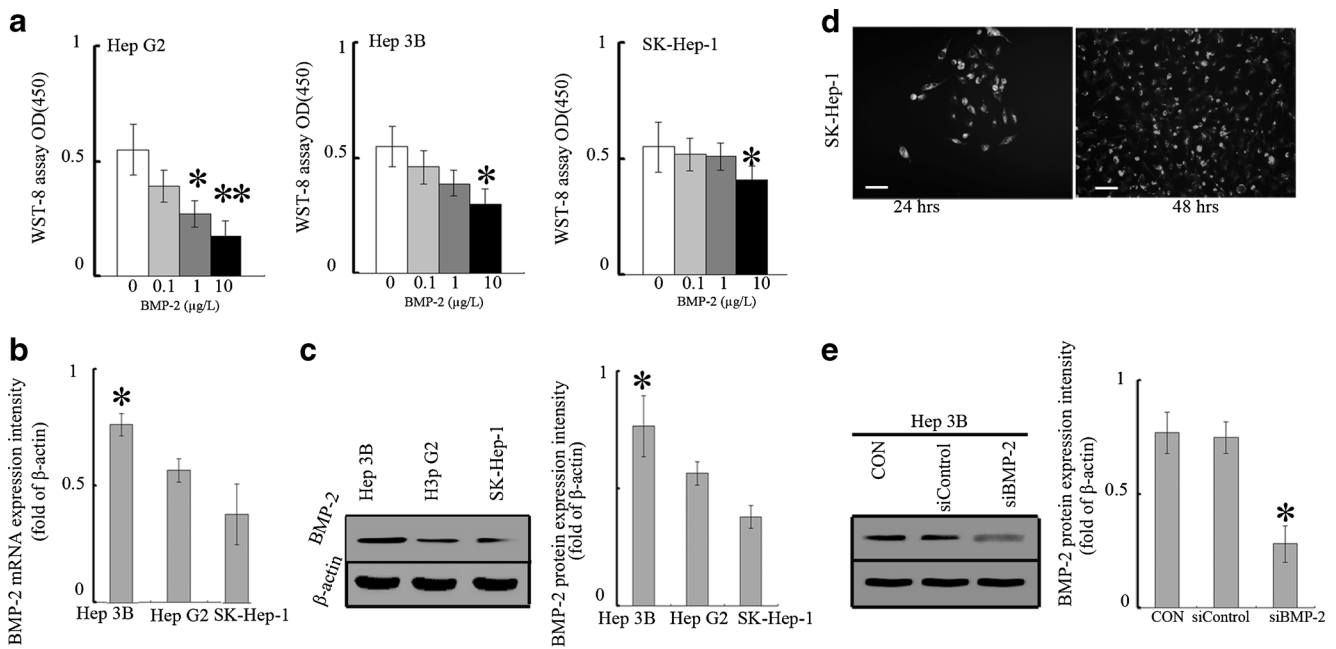 a
Hep G2
1
0.5
0
WST-8 assay OD(450)
0 0.1 1 10
BMP-2 (µg/L)
* **
Hep 3B
1
0.5
0
WST-8 assay OD(450)
0 0.1 1 10
BMP-2 (µg/L)
*
SK-Hep-1
1
0.5
0
WST-8 assay OD(450)
0 0.1 1 10
BMP-2 (µg/L)
*
d
SK-Hep-1
24 hrs
48 hrs
b
BMP-2 mRNA expression intensity
(fold of β-actin)
1
0.5
0
*
Hep 3B Hep G2 SK-Hep-1
c
Hep 3B
H3p G2
SK-Hep-1
BMP-2
β-actin
BMP-2 protein expression intensity
(fold of β-actin)
1
0
*
Hep 3B Hep G2 SK-Hep-1
e
Hep 3B
CON
siControl
siBMP-2
BMP-2 protein expression intensity
(fold of β-actin)
1
0.5
0
*
CON siControl siBMP-2